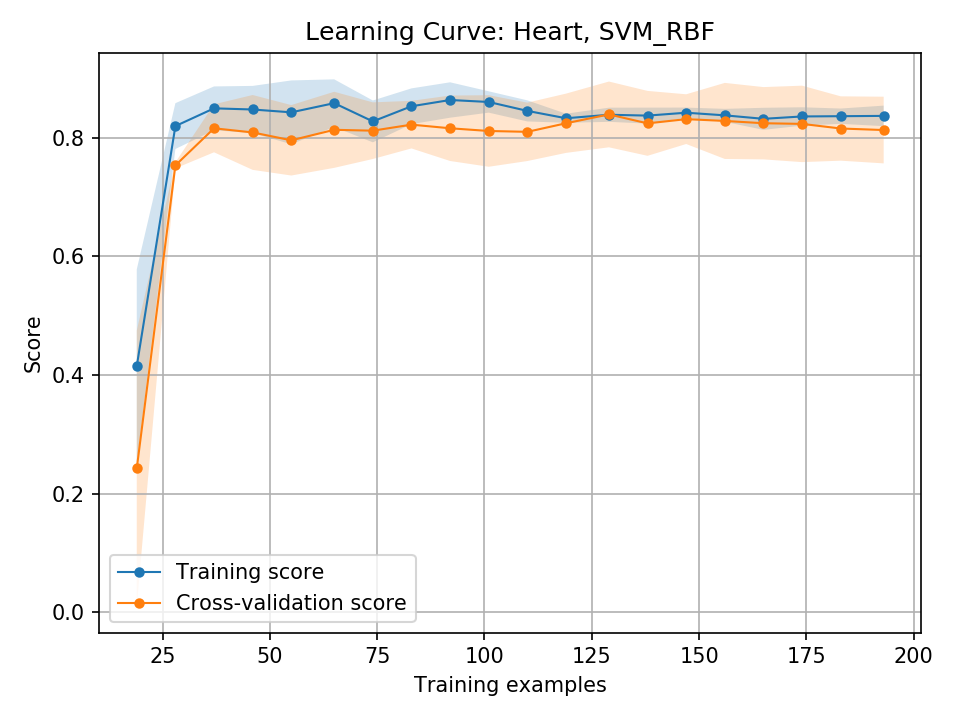 Learning Curve: Heart, SVM_RBF
Score
0.8
0.6
0.4
0.2
0.0
Training score
Cross-validation score
25 50 75 100 125 150 175 200
Training examples